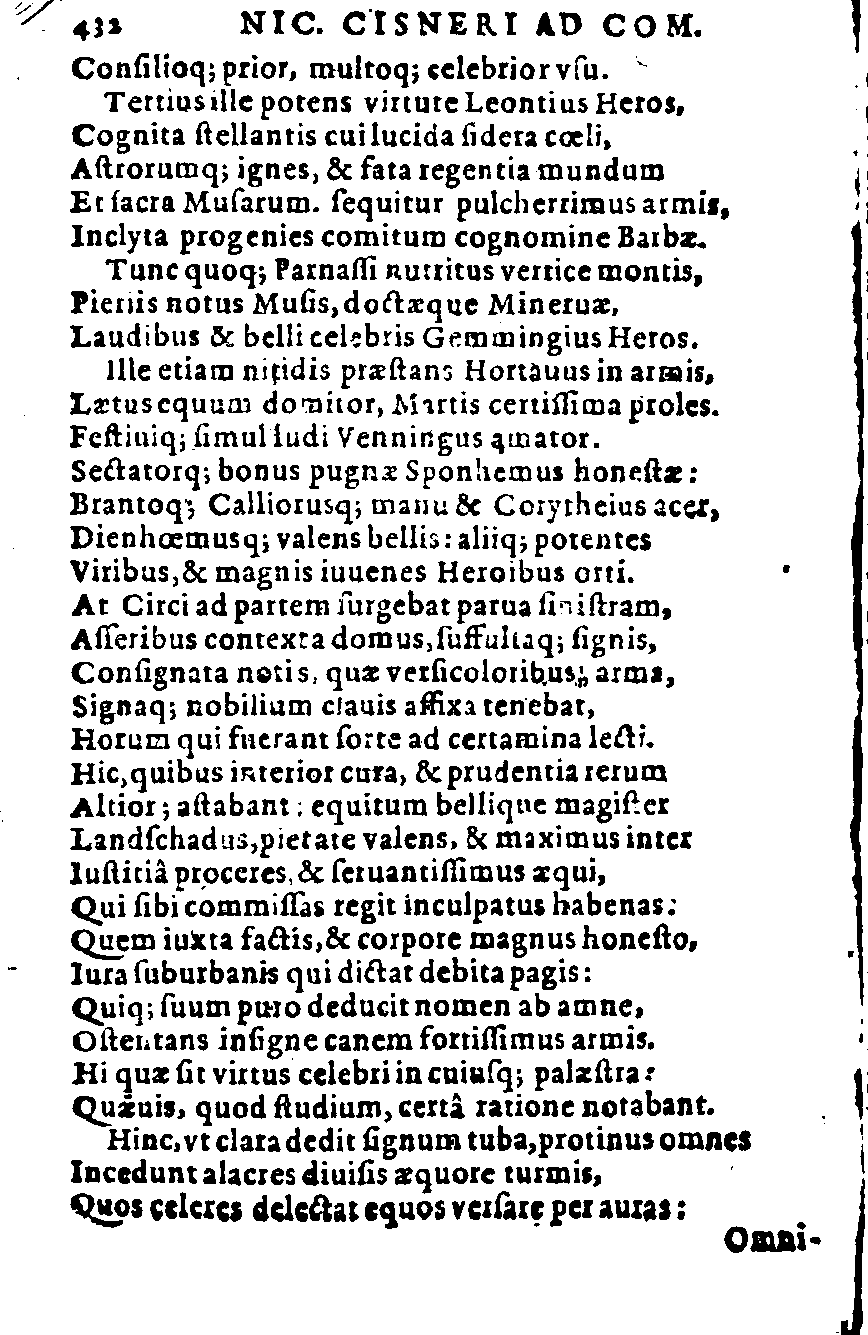 432 NIC. CISNERI AD COM.
Conſilioq; prior, multoq; celebrior vſu.
Tertius ille potens virtute Leontius Heros,
Cognita ſtellantis cui lucida ſidera cœli,
Aſtrorumq; ignes, & fata regentia mundum
Et ſacra Muſarum. ſequitur pulcherrimus armis,
Inclyta progenies comitum cognomine Barbæ.
Tunc quoq; Parnaſſi nutritus vertice montis,
Pieriis notus Muſis, doctæque Mineruæ,
Laudibus & belli celebris Gemmingius Heros.
Ille etiam nitidis præſtans Hortauus in armis,
Lætus equum domitor, Martis certiſſima proles.
Feſtiuiq; ſimul ludi Venningus amator.
Sectatorq; bonus pugnæ Sponhemus honeſtæ:
Brantoq; Calliorusq; manu & Corytheius acer,
Dienhœmusq; valens bellis: aliiq; potentes
Viribus, & magnis iuuenes Heroibus orti.
At Circi ad partem ſurgebat parua ſiniſtram,
Aſſeribus contexta domus, ſuffultaq; ſignis,
Conſignata notis, quæ verſicoloribus; arma,
Signaq; nobilium clauis affixa tenebat,
Horum qui fuerant ſorte ad certamina lecti.
Hic, quibus interior cura, & prudentia rerum
Altior; aſtabant: equitum bellique magiſter
Landſchadus, pietate valens, & maximus inter
Iuſtitiâ proceres, & ſeruantiſſimus æqui,
Qui ſibi commiſſas regit inculpatus habenas:
Quem iuxta factis, & corpore magnus honeſto,
Iura ſuburbanis qui dictat debita pagis:
Quiq; ſuum puro deducit nomen ab amne,
Oſtentans inſigne canem fortiſſimus armis.
Hi quæ ſit virtus celebri in cuiuſq; palæſtra:
Quæuis, quod ſtudium, certâ ratione notabant.
Hinc, vt clara dedit ſignum tuba, protinus omnes
Incedunt alacres diuiſis æquore turmis,
Quos celeres delectat equos verſare per auras:
Omni-